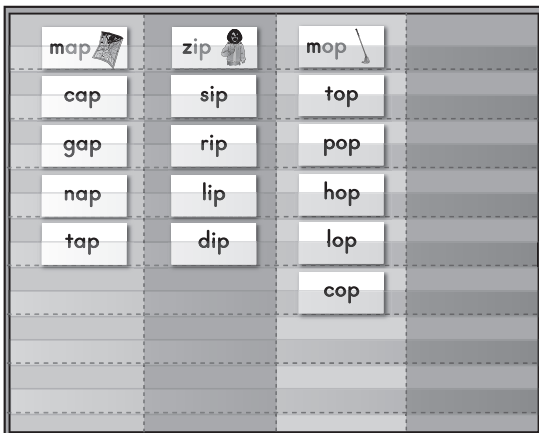 map zip mop
cap sip top
gap rip pop
nap lip hop
tap dip lop
cop